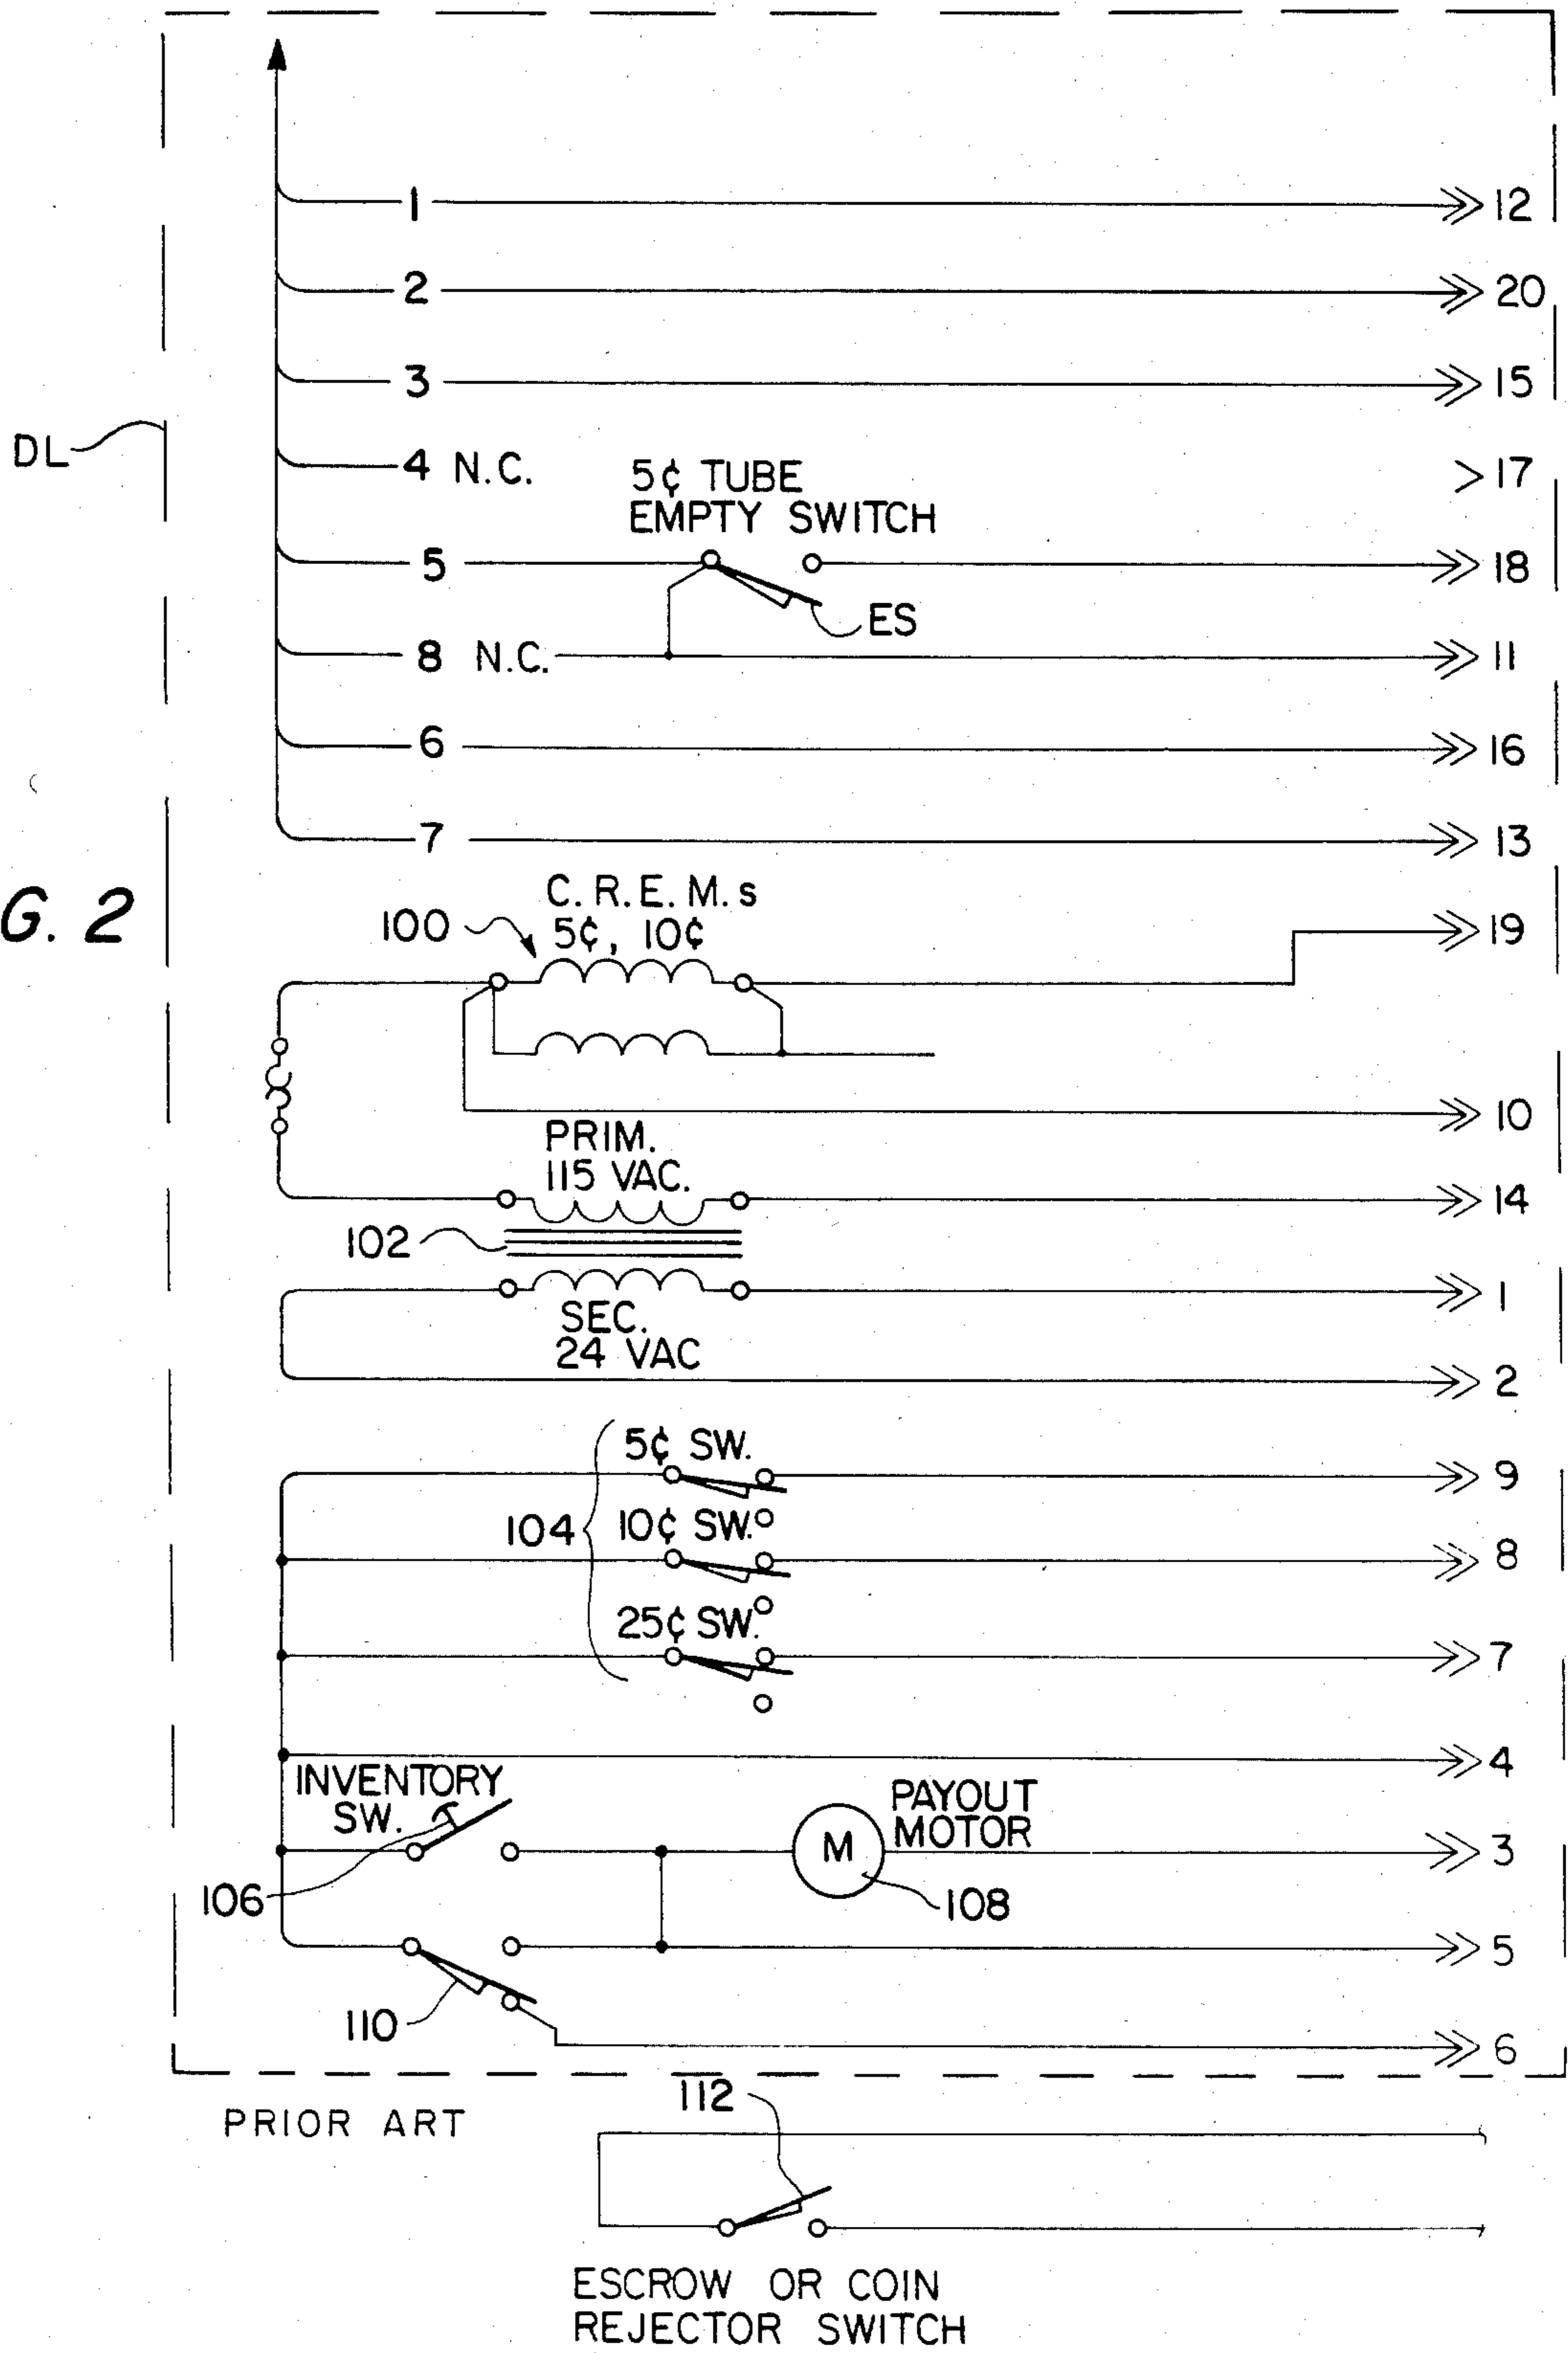 1 12
2 20
3 15
DL
4 N.C. 17
5¢ TUBE
EMPTY SWITCH
5 18
ES
8 N.C. 11
6 16
7 13
G. 2
C. R. E. M. s
100 5¢, 10¢ 19
10
PRIM.
115 VAC.
14
102
1
SEC.
24 VAC
2
5¢ SW.
9
104 10¢ SW.
8
25¢ SW.
7
4
INVENTORY
SW.
PAYOUT
MOTOR
M 3
106 108
5
110
6
112
PRIOR ART
ESCROW OR COIN
REJECTOR SWITCH